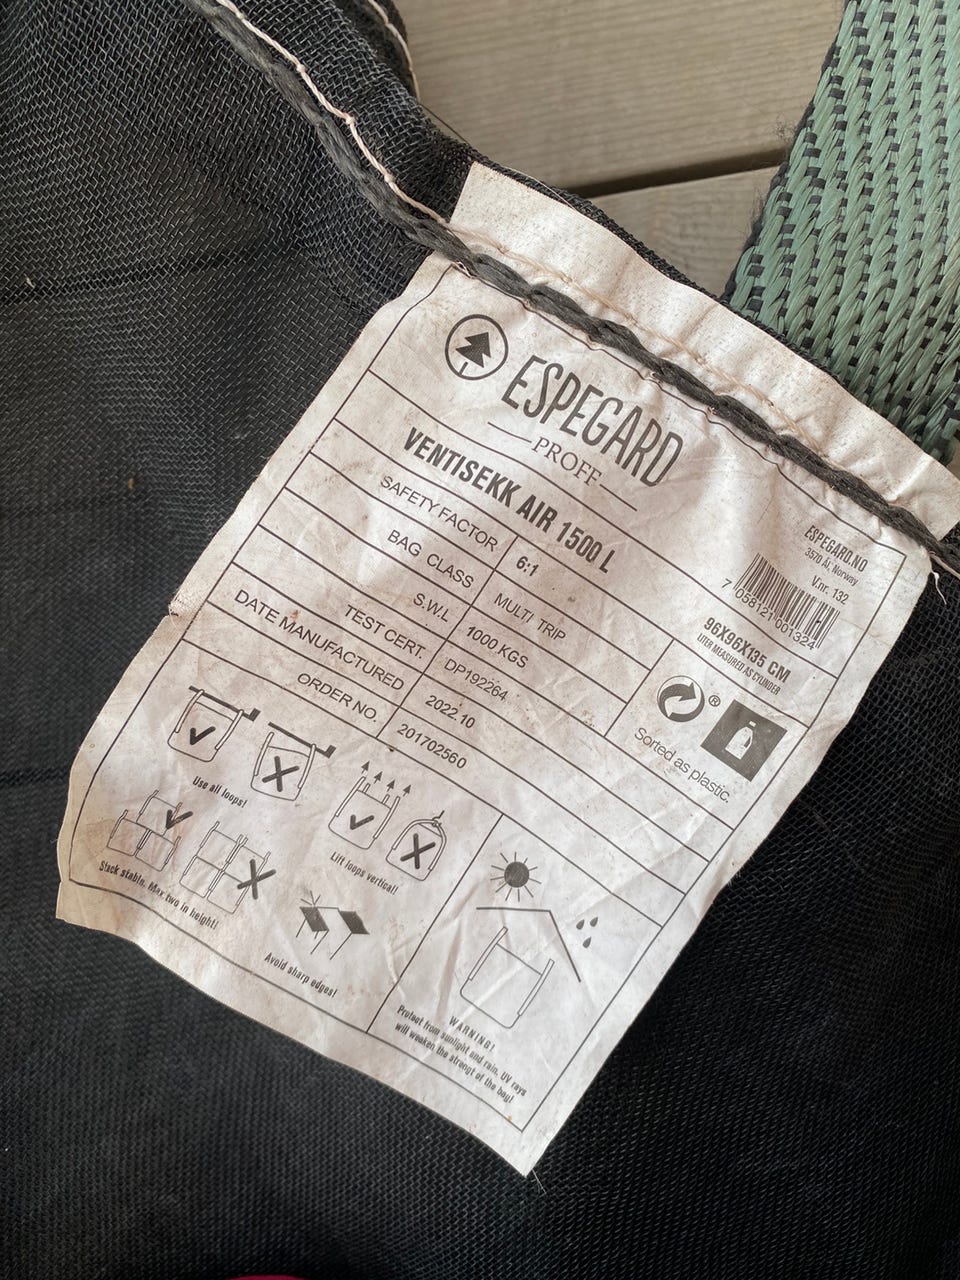 ESPEGARD
PROFF
VENTISEKK AIR 1500 L
ESPEGARD.NO
3570 Ål, Norway
V.nr. 132
7 058121 001324
96X96X135 CM
LITER MEASURED AS CYLINDER
SAFETY FACTOR 6:1
BAG CLASS MULTI TRIP
S.W.L 1000 KGS
TEST CERT. DP192264
DATE MANUFACTURED 2022.10
ORDER NO. 201702560
®
Sorted as plastic.
Use all loops!
Lift loops vertical!
Stack stable. Max two in height!
Avoid sharp edges!
WARNING!
Protect from sunlight and rain. UV rays
will weaken the strengt of the bag!